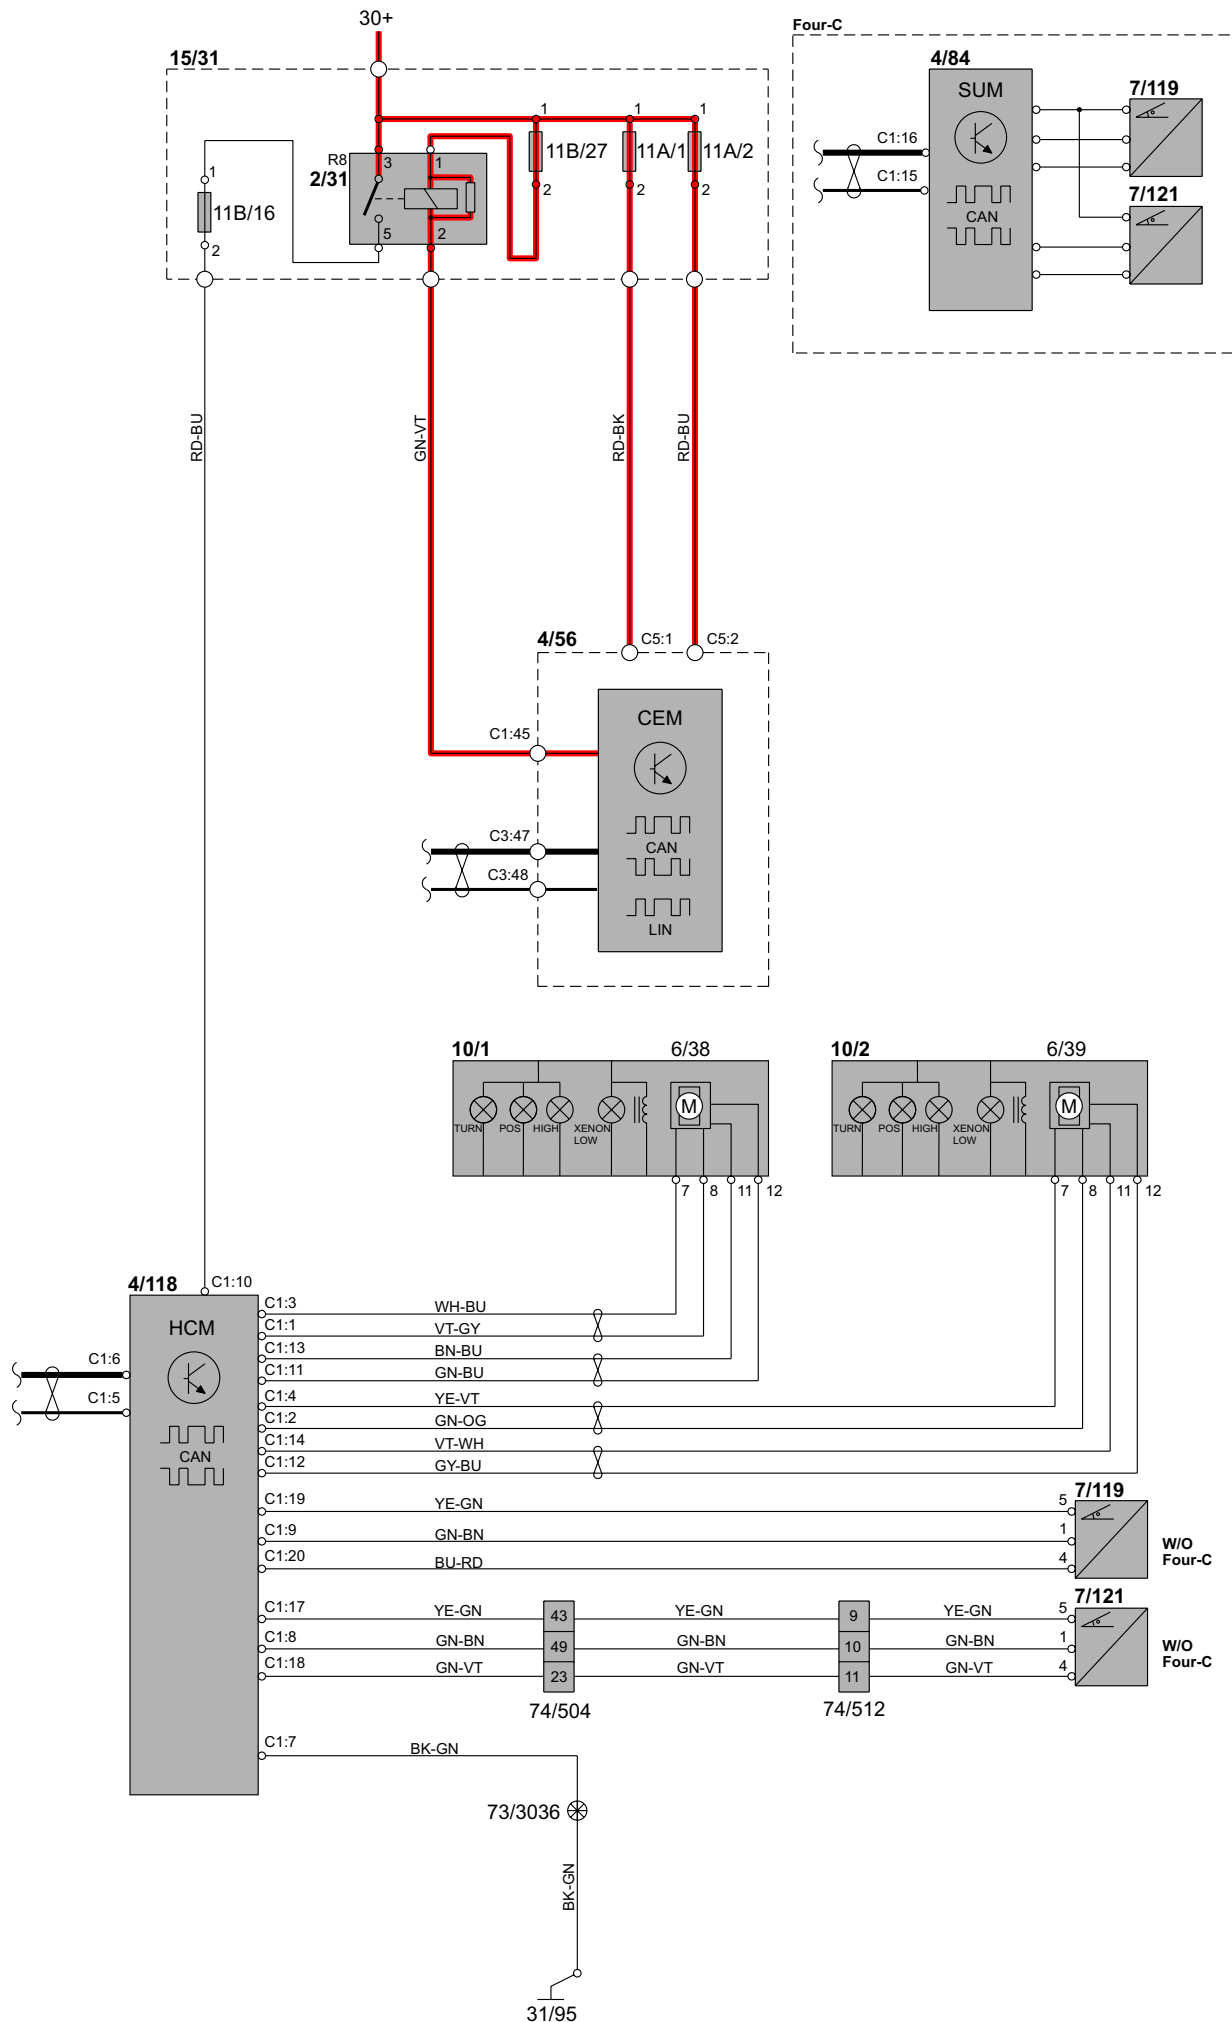 30+
15/31
Four-C
4/84
SUM
7/119
C1:16
C1:15
CAN
7/121
1
1
1
R8
2/31
3
1
11B/27
11A/1
11A/2
1
11B/16
2
5
2
2
2
2
RD-BU
GN-VT
RD-BK
RD-BU
4/56
C5:1
C5:2
CEM
C1:45
C3:47
CAN
C3:48
LIN
10/1
6/38
M
TURN
POS
HIGH
XENON
LOW
7
8
11
12
10/2
6/39
M
TURN
POS
HIGH
XENON
LOW
7
8
11
12
4/118
C1:10
HCM
C1:6
C1:5
CAN
C1:3
WH-BU
C1:1
VT-GY
C1:13
BN-BU
C1:11
GN-BU
C1:4
YE-VT
C1:2
GN-OG
C1:14
VT-WH
C1:12
GY-BU
C1:19
YE-GN
5
7/119
C1:9
GN-BN
1
W/O
Four-C
C1:20
BU-RD
4
7/121
C1:17
YE-GN
43
YE-GN
9
YE-GN
5
C1:8
GN-BN
49
GN-BN
10
GN-BN
1
W/O
Four-C
C1:18
GN-VT
23
GN-VT
11
GN-VT
4
74/504
74/512
C1:7
BK-GN
73/3036
BK-GN
31/95